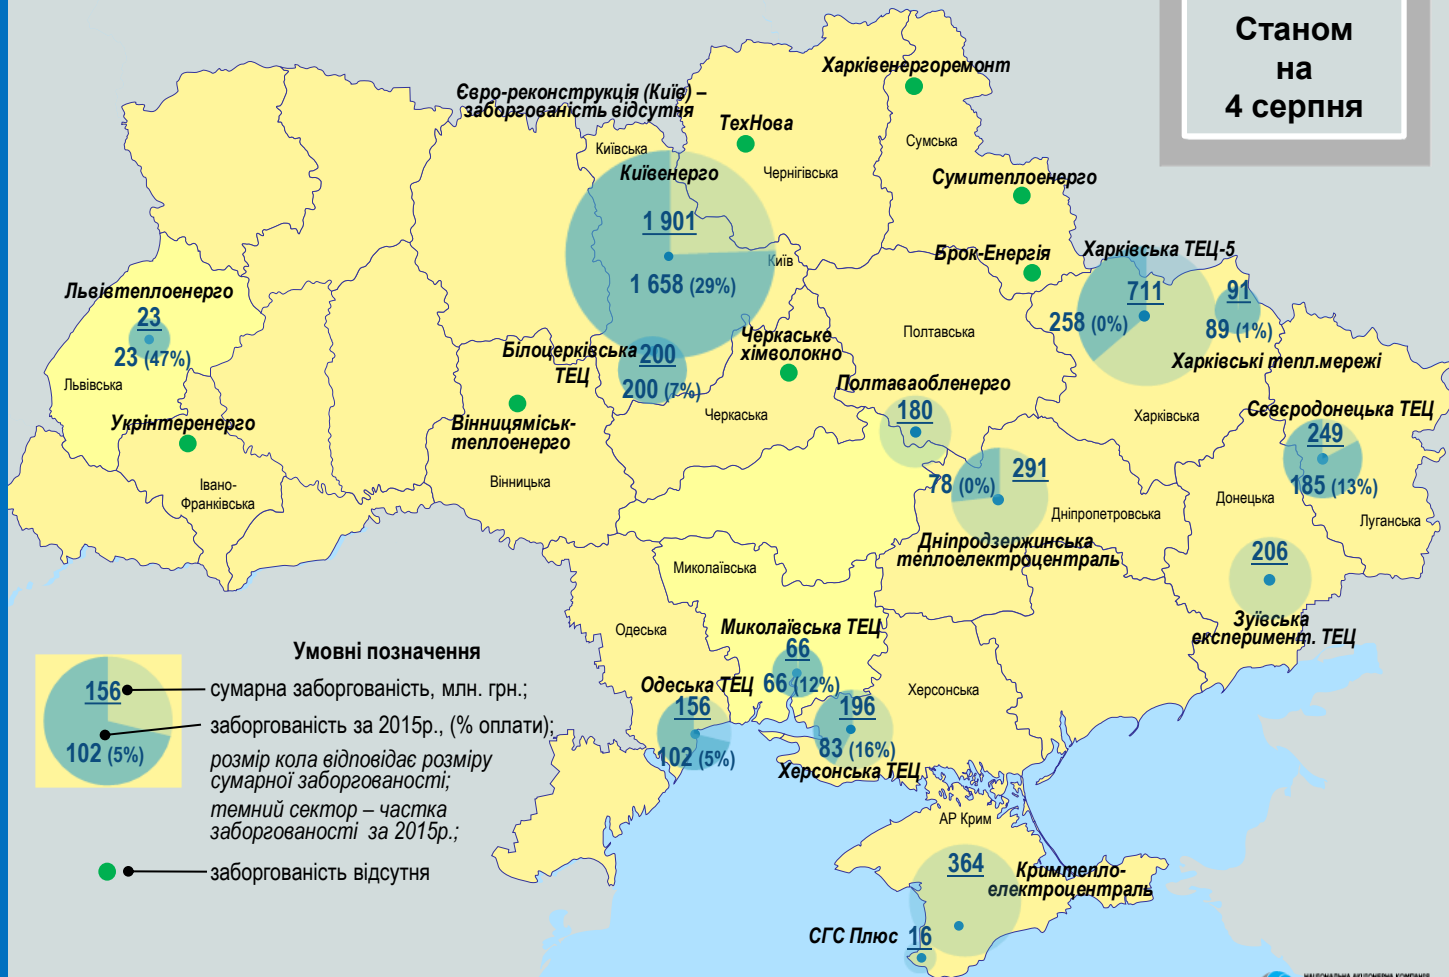 Станом
на
4 серпня
Харківенергоремонт
Євро-реконструкція (Київ) –
заборгованість відсутня
ТехНова
Київська
Сумська
Чернігівська
Київенерго
Сумитеплоенерго
1 901
Київ
1 658 (29%)
Брок-Енергія
Харківська ТЕЦ-5
711
258 (0%)
91
89 (1%)
Харківські тепл.мережі
Львівтеплоенерго
23
23 (47%)
Львівська
Полтавська
Черкаське
хімволокно
Білоцерківська
ТЕЦ
200
200 (7%)
Черкаська
Полтаваобленерго
180
Харківська
Сєвєродонецька ТЕЦ
249
185 (13%)
Укрінтеренерго
Вінницяміськ-
теплоенерго
Івано-
Франківська
Вінницька
291
78 (0%)
Дніпропетровська
Донецька
Луганська
Дніпродзержинська
теплоелектроцентраль
206
Зуївська
експеримент. ТЕЦ
Миколаївська
Одеська
Миколаївська ТЕЦ
66
66 (12%)
Одеська ТЕЦ
156
102 (5%)
Херсонська
196
83 (16%)
Херсонська ТЕЦ
АР Крим
364
Кримтепло-
електроцентраль
СГС Плюс
16
Умовні позначення
156
102 (5%)
сумарна заборгованість, млн. грн.;
заборгованість за 2015р., (% оплати);
розмір кола відповідає розміру
сумарної заборгованості;
темний сектор – частка
заборгованості за 2015р.;
заборгованість відсутня
НАЦІОНАЛЬНА АКЦІОНЕРНА КОМПАНІЯ